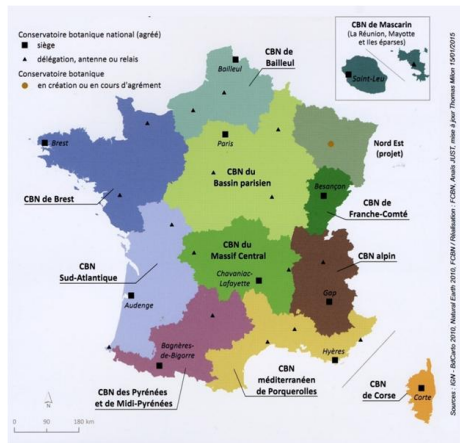 Conservatoire botanique national (agréé)
siège
délégation, antenne ou relais
Conservatoire botanique
en création ou en cours d'agrément
CBN de Mascarin
(La Réunion, Mayotte
et îles éparses)
Saint-Leu
CBN de
Bailleul
Bailleul
Brest
Paris
Nord Est
(projet)
CBN du
Bassin parisien
CBN de Brest
Besançon
CBN de
Franche-Comté
CBN du
Massif Central
CBN
Sud-Atlantique
CBN alpin
Chavaniac-
Lafayette
Audenge
Gap
Bagnères-
de-Bigorre
Hyères
CBN des Pyrénées
et de Midi-Pyrénées
CBN
méditerranéen
de Porquerolles
CBN
de Corse
Corte
N
0 90 180 km
Sources : IGN - BdCarto 2010, Natural Earth 2010, FCBN / Réalisation : FCBN, Anaïs JUST, mise à jour Thomas Milon 15/01/2015